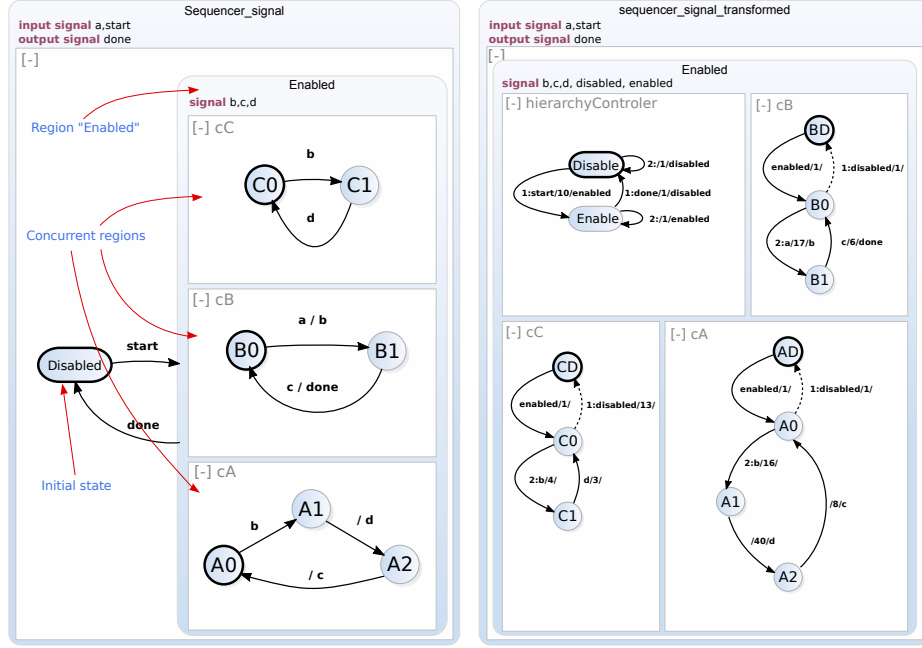 Sequencer_signal
input signal a,start
output signal done
[-]
Enabled
signal b,c,d
[-] cC
b
C0
C1
d
Region "Enabled"
Concurrent regions
[-] cB
a / b
B0
B1
c / done
start
Disabled
done
Initial state
[-] cA
A1
b
/ d
A0
A2
/ c
sequencer_signal_transformed
input signal a,start
output signal done
[-]
Enabled
signal b,c,d, disabled, enabled
[-] hierarchyControler
Disable
2:/1/disabled
1:start/10/enabled
1:done/1/disabled
Enable
2:/1/enabled
[-] cB
BD
enabled/1/
1:disabled/1/
B0
2:a/17/b
c/6/done
B1
[-] cC
CD
enabled/1/
1:disabled/13/
C0
2:b/4/
d/3/
C1
[-] cA
AD
enabled/1/
1:disabled/1/
A0
2:b/16/
A1
/8/c
/40/d
A2